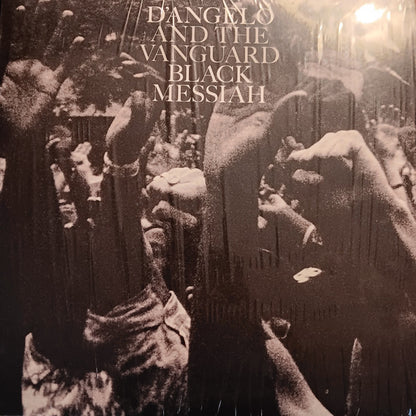 D'ANGELO
AND THE
VANGUARD
BLACK
MESSIAH